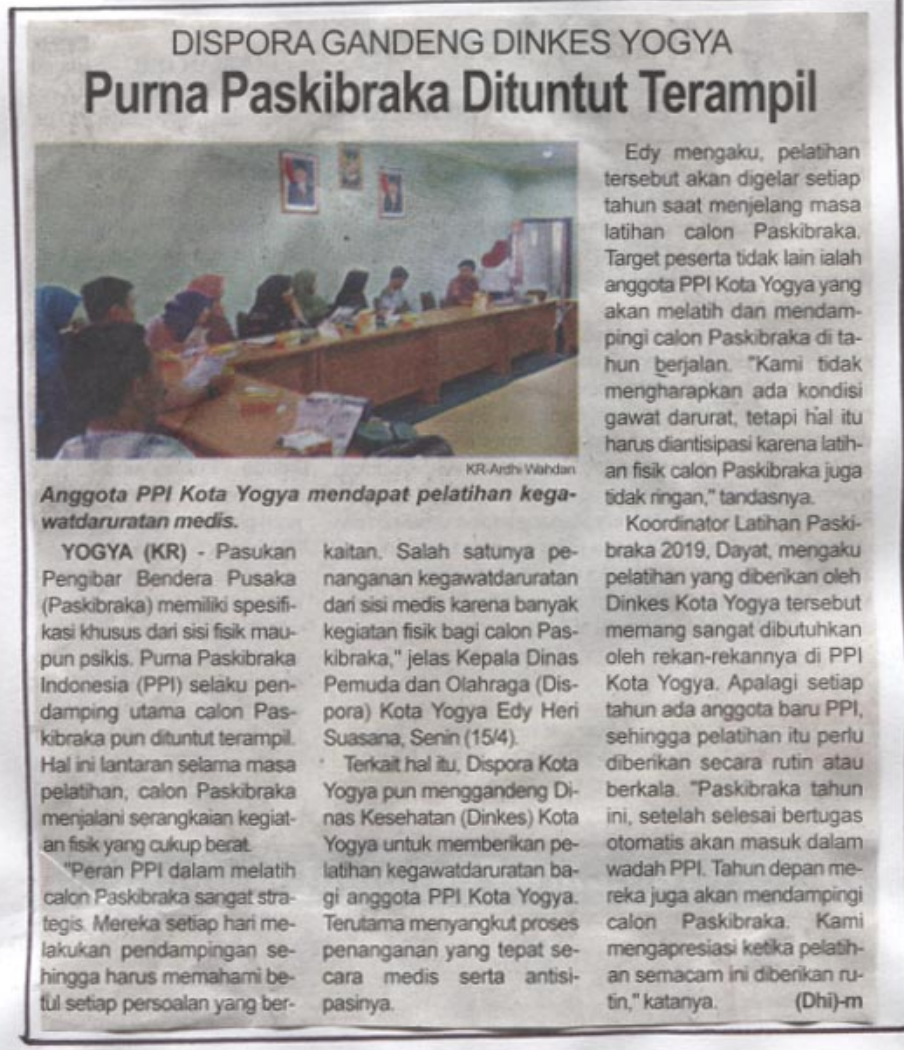 DISPORA GANDENG DINKES YOGYA
Purna Paskibraka Dituntut Terampil
KR-Ardhi Wahdan
Anggota PPI Kota Yogya mendapat pelatihan kega-
watdaruratan medis.
YOGYA (KR) - Pasukan
Pengibar Bendera Pusaka
(Paskibraka) memiliki spesifi-
kasi khusus dari sisi fisik mau-
pun psikis. Purna Paskibraka
Indonesia (PPI) selaku pen-
damping utama calon Pas-
kibraka pun dituntut terampil.
Hal ini lantaran selama masa
pelatihan, calon Paskibraka
menjalani serangkaian kegiat-
an fisik yang cukup berat.
"Peran PPI dalam melatih
calon Paskibraka sangat stra-
tegis. Mereka setiap hari me-
lakukan pendampingan se-
hingga harus memahami be-
tul setiap persoalan yang ber-
kaitan. Salah satunya pe-
nanganan kegawatdaruratan
dari sisi medis karena banyak
kegiatan fisik bagi calon Pas-
kibraka," jelas Kepala Dinas
Pemuda dan Olahraga (Dis-
pora) Kota Yogya Edy Heri
Suasana, Senin (15/4).
Terkait hal itu, Dispora Kota
Yogya pun menggandeng Di-
nas Kesehatan (Dinkes) Kota
Yogya untuk memberikan pe-
latihan kegawatdaruratan ba-
gi anggota PPI Kota Yogya.
Terutama menyangkut proses
penanganan yang tepat se-
cara medis serta antisi-
pasinya.
Edy mengaku, pelatihan
tersebut akan digelar setiap
tahun saat menjelang masa
latihan calon Paskibraka.
Target peserta tidak lain ialah
anggota PPI Kota Yogya yang
akan melatih dan mendam-
pingi calon Paskibraka di ta-
hun berjalan. "Kami tidak
mengharapkan ada kondisi
gawat darurat, tetapi hal itu
harus diantisipasi karena latih-
an fisik calon Paskibraka juga
tidak ringan," tandasnya.
Koordinator Latihan Paski-
braka 2019, Dayat, mengaku
pelatihan yang diberikan oleh
Dinkes Kota Yogya tersebut
memang sangat dibutuhkan
oleh rekan-rekannya di PPI
Kota Yogya. Apalagi setiap
tahun ada anggota baru PPI,
sehingga pelatihan itu perlu
diberikan secara rutin atau
berkala. "Paskibraka tahun
ini, setelah selesai bertugas
otomatis akan masuk dalam
wadah PPI. Tahun depan me-
reka juga akan mendampingi
calon Paskibraka. Kami
mengapresiasi ketika pelatih-
an semacam ini diberikan ru-
tin," katanya. (Dhi)-m